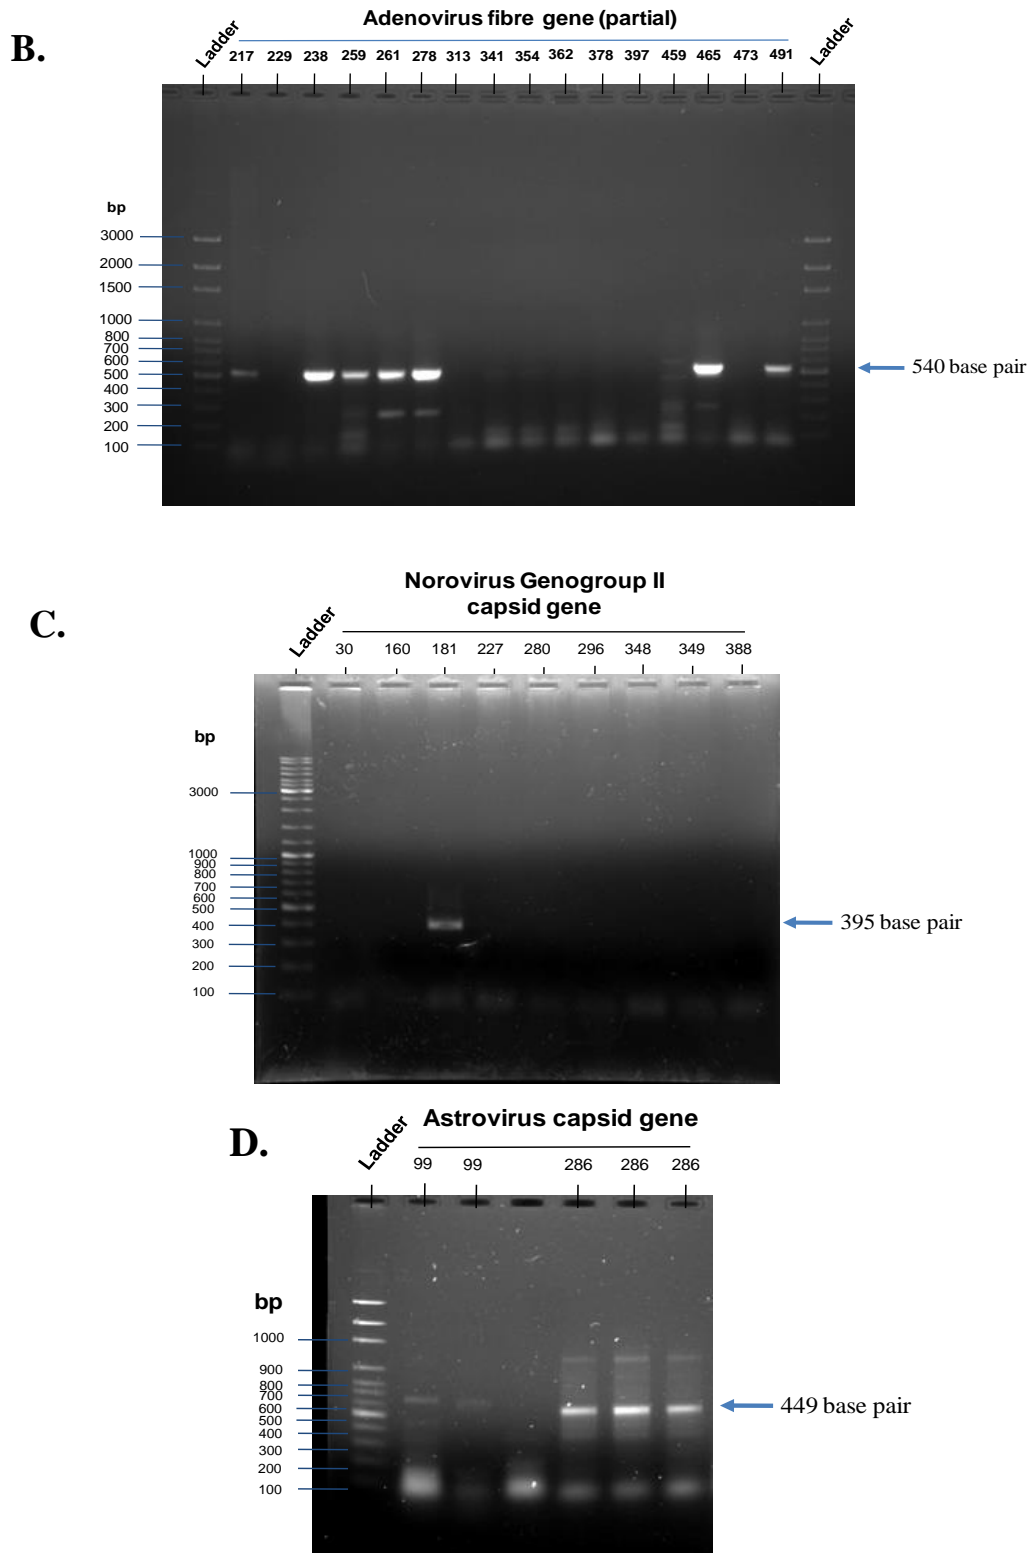 B.
Adenovirus fibre gene (partial)
Ladder 217 229 238 259 261 278 313 341 354 362 378 397 459 465 473 491 Ladder
bp
3000
2000
1500
1000
800
700
600
500
400
300
200
100
540 base pair
C.
Norovirus Genogroup II
capsid gene
Ladder 30 160 181 227 280 296 348 349 388
bp
3000
1000
900
800
700
600
500
400
300
200
100
395 base pair
D.
Astrovirus capsid gene
Ladder 99 99 286 286 286
bp
1000
900
800
700
600
500
400
300
200
100
449 base pair